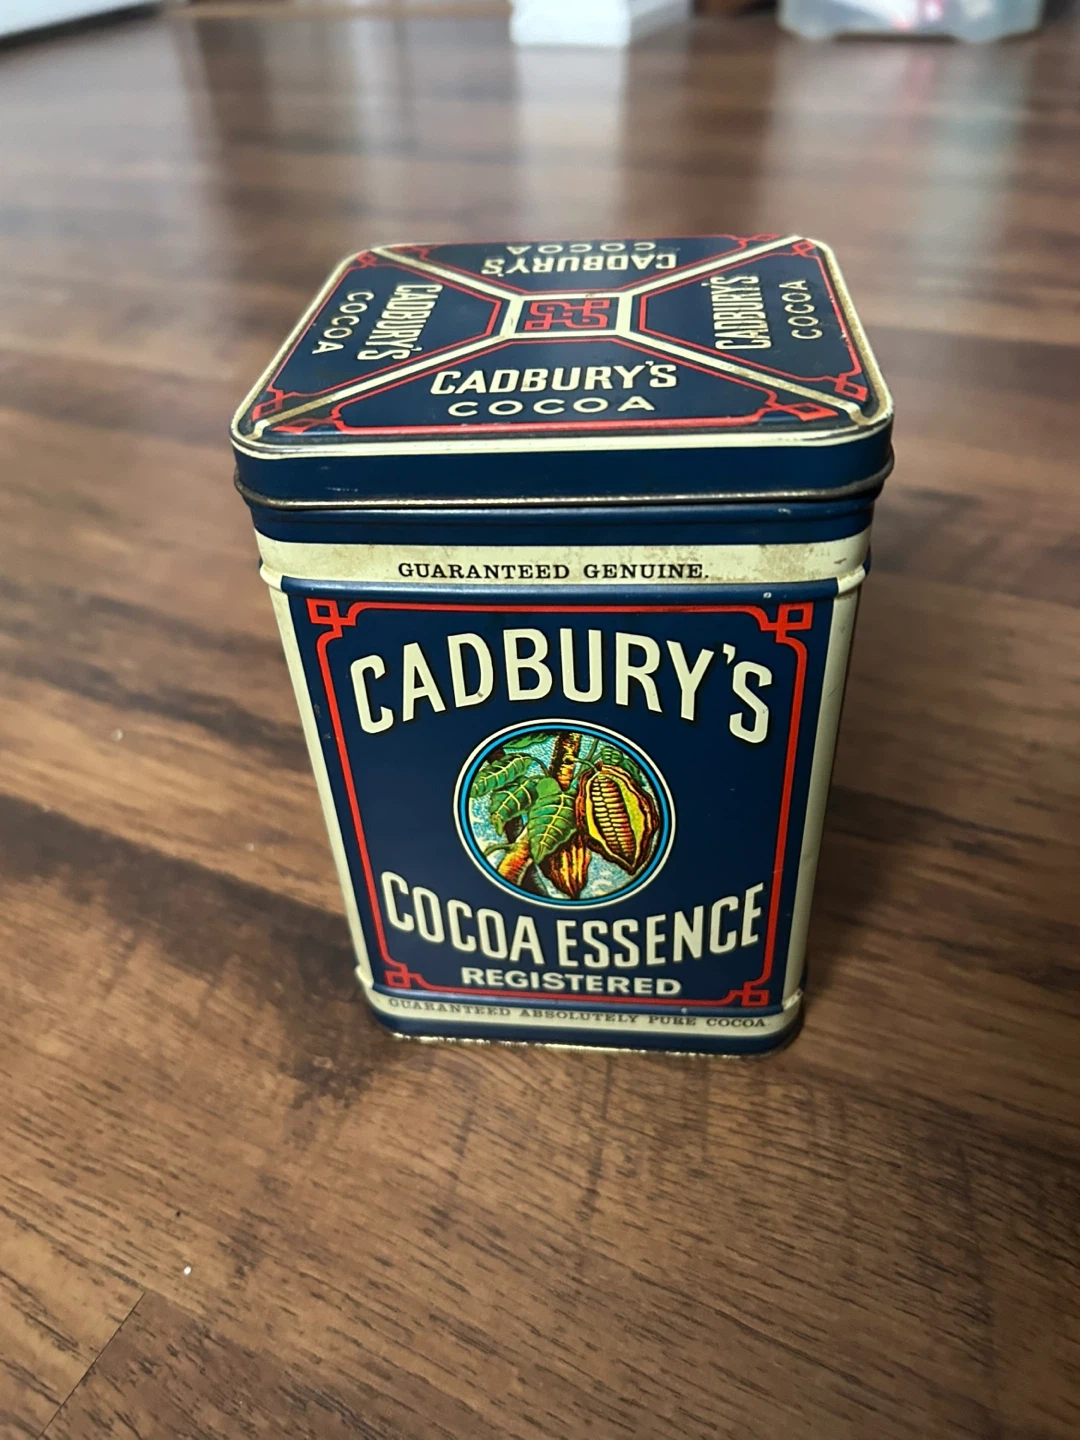 CADBURY'S
COCOA
CADBURY'S
COCOA
CADBURY'S
COCOA
CADBURY'S
COCOA
GUARANTEED GENUINE.
CADBURY'S
COCOA ESSENCE
REGISTERED
GUARANTEED ABSOLUTELY PURE COCOA.